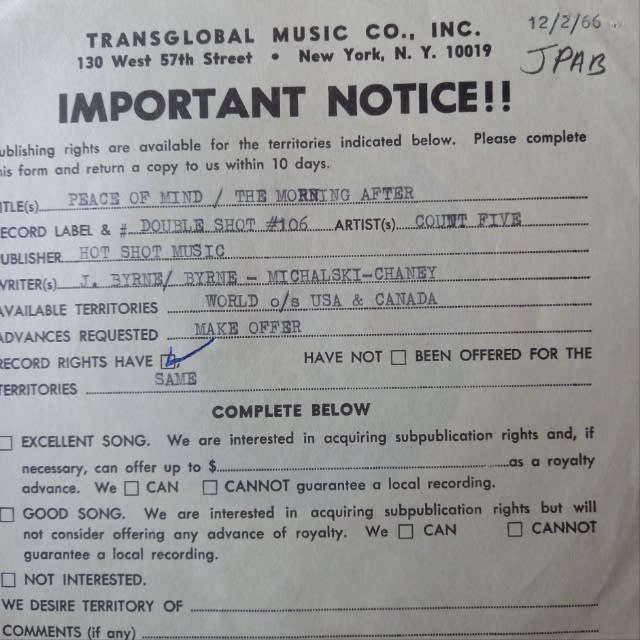 TRANSGLOBAL MUSIC CO., INC.
12/2/66
130 West 57th Street • New York, N. Y. 10019
JPAB
IMPORTANT NOTICE!!
ublishing rights are available for the territories indicated below. Please complete
his form and return a copy to us within 10 days.
ITLE(s) PEACE OF MIND / THE MORNING AFTER
RECORD LABEL & # DOUBLE SHOT #106 ARTIST(s) COUNT FIVE
PUBLISHER HOT SHOT MUSIC
WRITER(s) J. BYRNE/ BYRNE - MICHALSKI-CHANEY
AVAILABLE TERRITORIES WORLD o/s USA & CANADA
ADVANCES REQUESTED MAKE OFFER
RECORD RIGHTS HAVE HAVE NOT BEEN OFFERED FOR THE
TERRITORIES SAME
COMPLETE BELOW
EXCELLENT SONG. We are interested in acquiring subpublication rights and, if
necessary, can offer up to $ as a royalty
advance. We CAN CANNOT guarantee a local recording.
GOOD SONG. We are interested in acquiring subpublication rights but will
not consider offering any advance of royalty. We CAN CANNOT
guarantee a local recording.
NOT INTERESTED.
WE DESIRE TERRITORY OF
COMMENTS (if any)